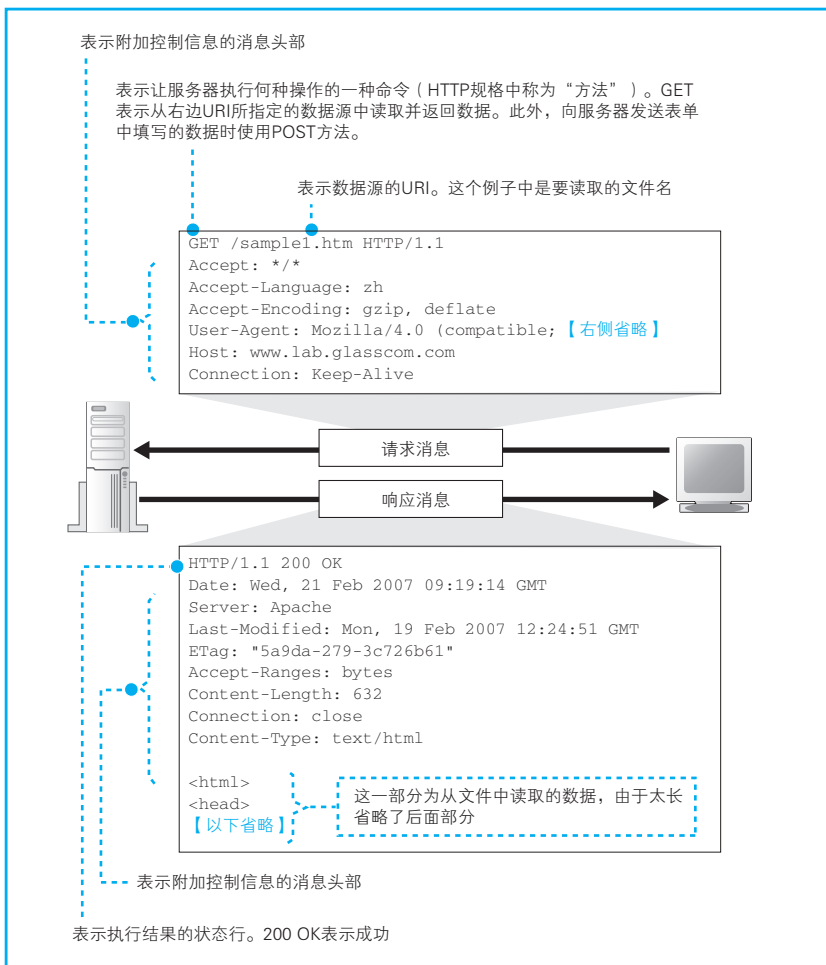 表示附加控制信息的消息头部
表示让服务器执行何种操作的一种命令（HTTP规格中称为“方法”）。GET
表示从右边URI所指定的数据源中读取并返回数据。此外，向服务器发送表单
中填写的数据时使用POST方法。
表示数据源的URI。这个例子中是要读取的文件名
GET /sample1.htm HTTP/1.1
Accept: */*
Accept-Language: zh
Accept-Encoding: gzip, deflate
User-Agent: Mozilla/4.0 (compatible;【右侧省略】
Host: www.lab.glasscom.com
Connection: Keep-Alive
请求消息
响应消息
HTTP/1.1 200 OK
Date: Wed, 21 Feb 2007 09:19:14 GMT
Server: Apache
Last-Modified: Mon, 19 Feb 2007 12:24:51 GMT
ETag: "5a9da-279-3c726b61"
Accept-Ranges: bytes
Content-Length: 632
Connection: close
Content-Type: text/html
<html>
<head>
【以下省略】
这一部分为从文件中读取的数据，由于太长
省略了后面部分
表示附加控制信息的消息头部
表示执行结果的状态行。200 OK表示成功